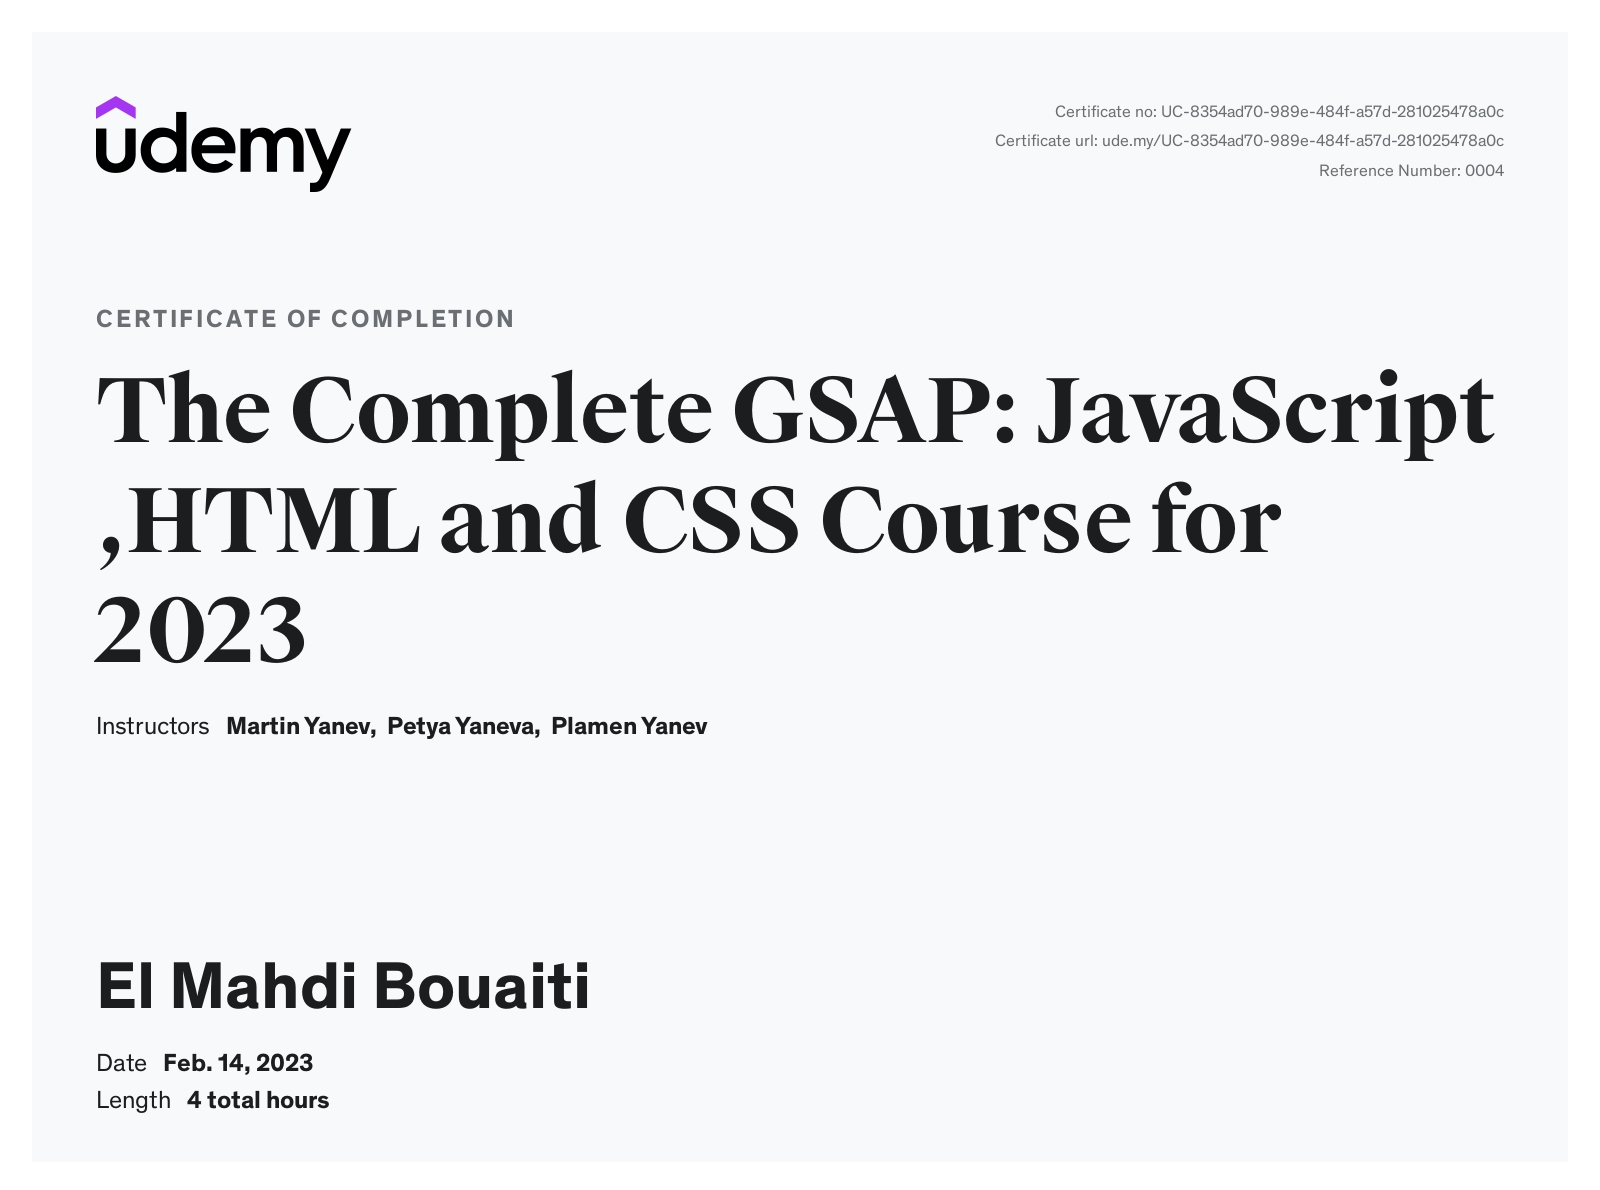 udemy
Certificate no: UC-8354ad70-989e-484f-a57d-281025478a0c
Certificate url: ude.my/UC-8354ad70-989e-484f-a57d-281025478a0c
Reference Number: 0004
CERTIFICATE OF COMPLETION
The Complete GSAP: JavaScript
,HTML and CSS Course for
2023
Instructors Martin Yanev, Petya Yaneva, Plamen Yanev
El Mahdi Bouaiti
Date Feb. 14, 2023
Length 4 total hours